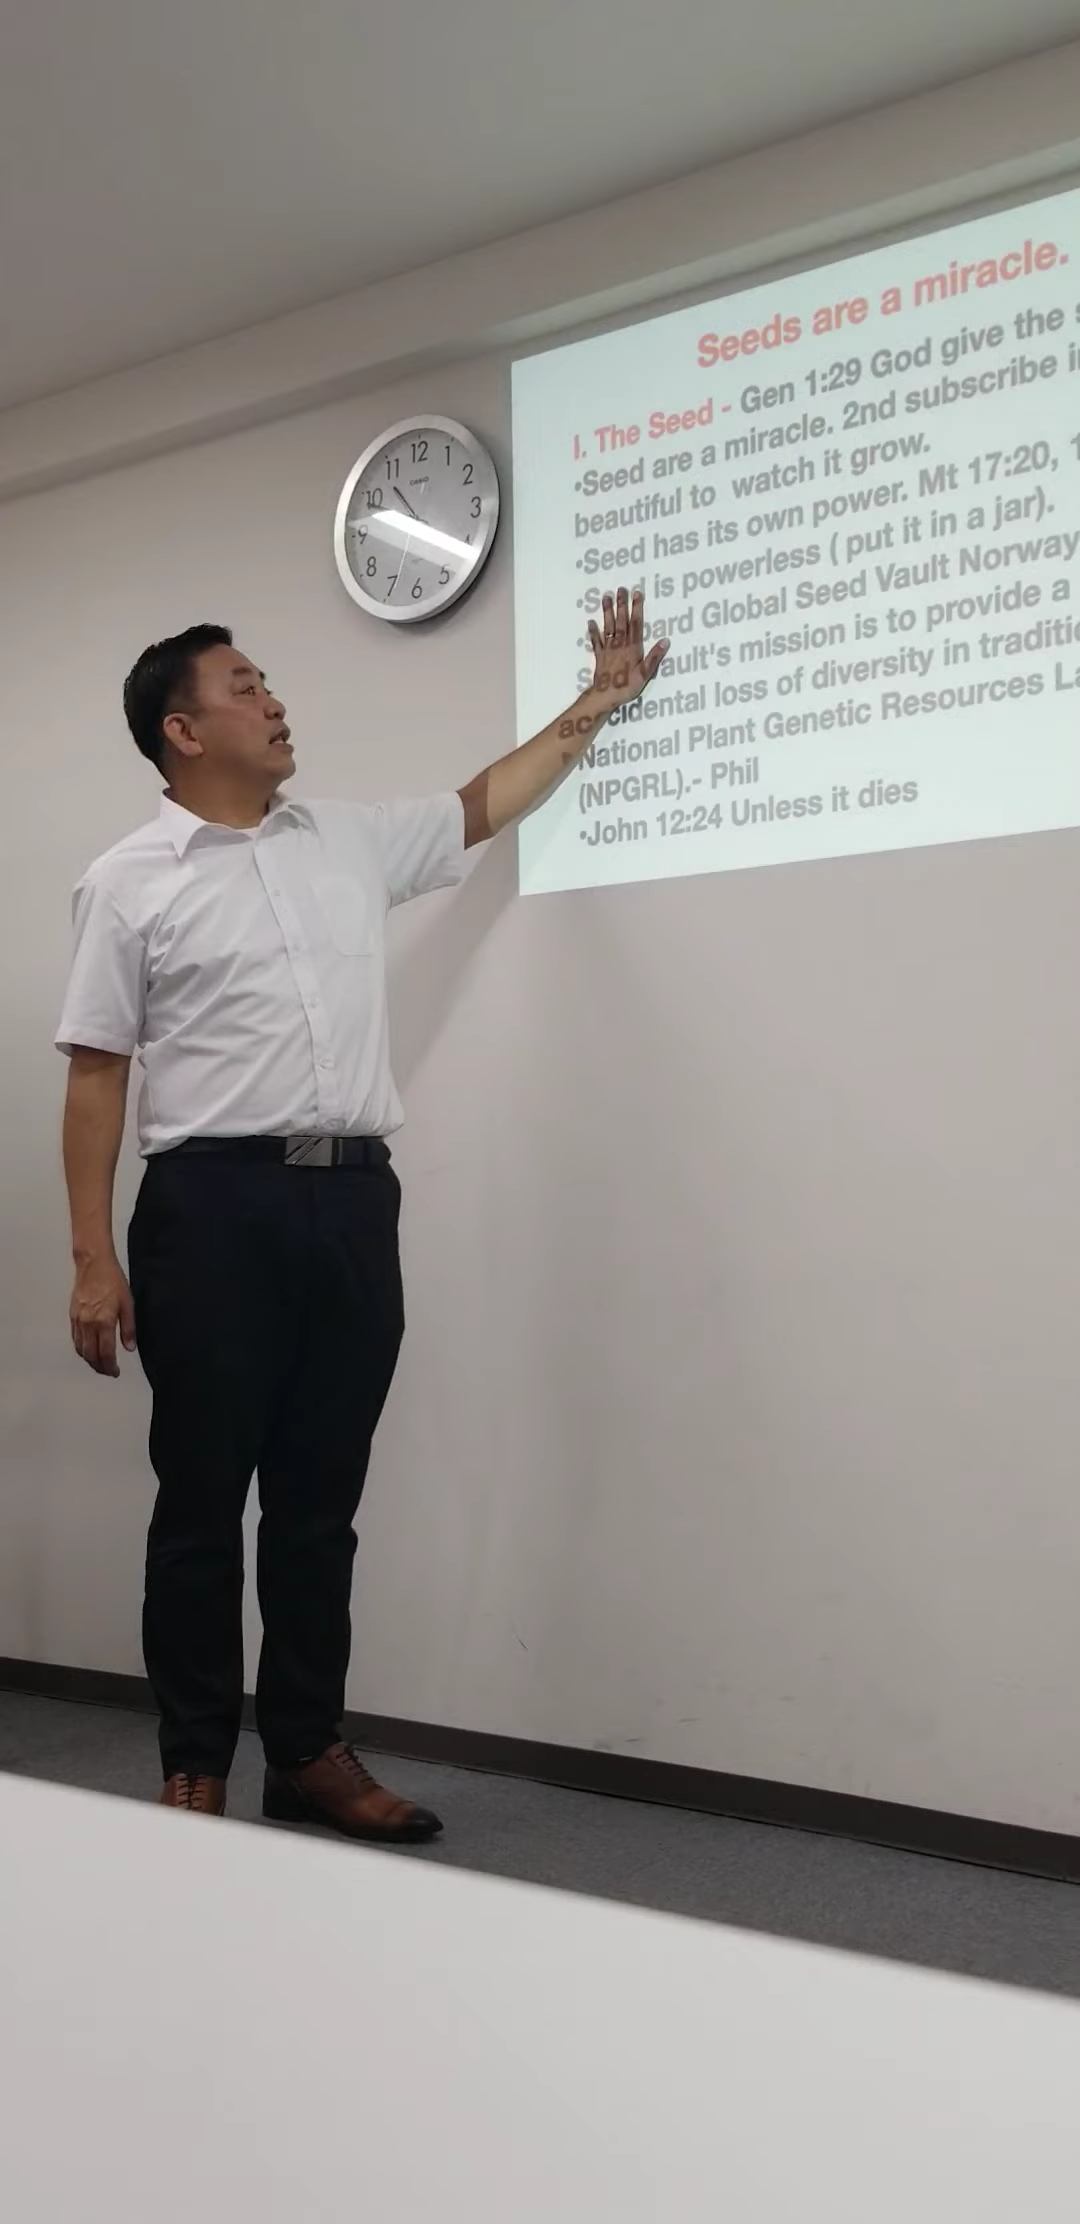 12
1
2
3
4
5
6
7
8
9
10
11
CASIO
Seeds are a miracle.
I. The Seed - Gen 1:29 God give the
•Seed are a miracle. 2nd subscribe
beautiful to watch it grow.
•Seed has its own power. Mt 17:20,
•Seed is powerless ( put it in a jar).
•Svalbard Global Seed Vault Norway
Sed Vault's mission is to provide a
accidental loss of diversity in
•National Plant Genetic Resources
(NPGRL).- Phil
•John 12:24 Unless it dies